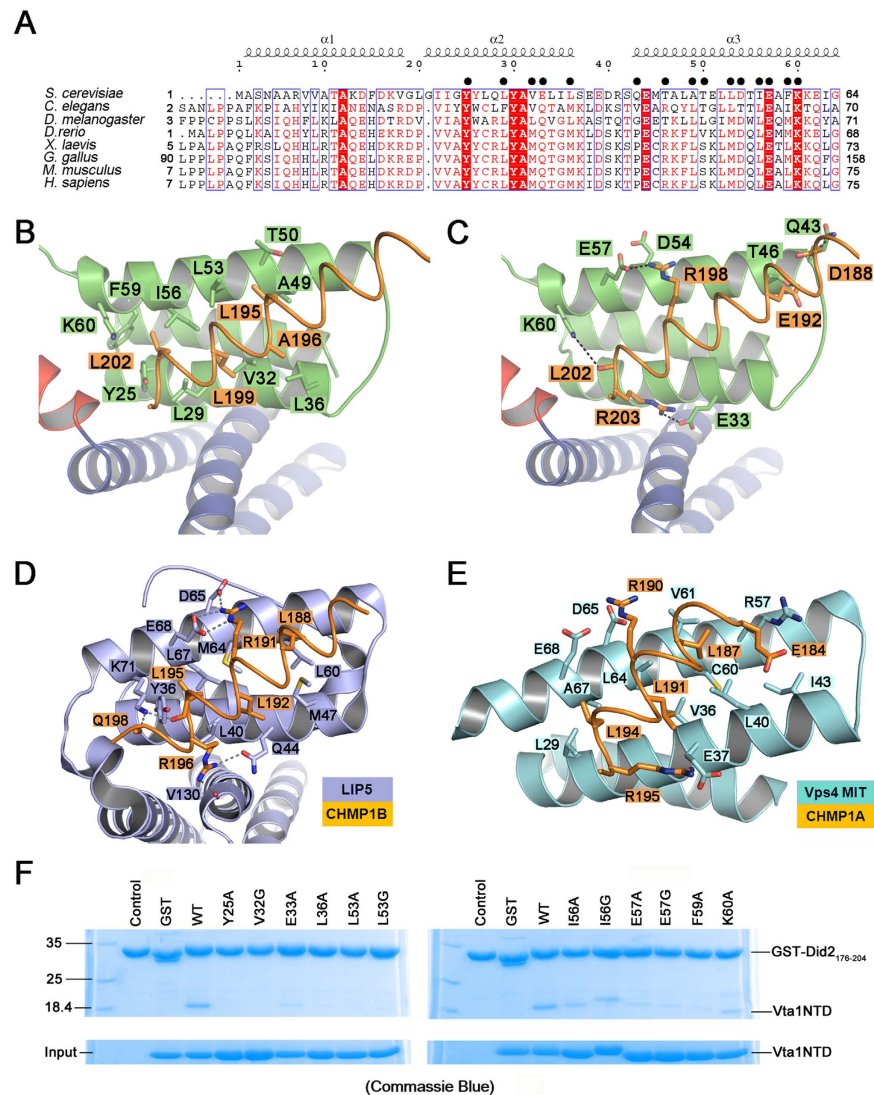 A
α1 α2 α3
1 10 20 30 40 50 60
S. cerevisiae 1 . . . . . MASNAARVVATAKDFDKVGLGIIGYYLQLYAVELILSEEDRSQEMTALATELLDTIEAFKKEIG 64
C. elegans 2 70
D. melanogaster 3 71
D.rerio 1 68
X. laevis 5 73
G. gallus 90 158
M. musculus 7 LPPLPAQFKSIQHHLRTAQEHDKRDP.VVAYYCRLYAMQTGMKIDSKTPECRKFLSKLMDQLEALKKQLG 75
H. sapiens 7 75
B
T50
F59 I56 L53 A49
K60 L195
A196
L202
Y25 V32
L29 L199 L36
C
E57 D54 Q43
T46
R198 D188
K60 E192
L202
R203 E33
D
D65
L188
E68 M64 R191
L67
K71 L195 L60
Y36 L192 M47
Q198 L40 Q44
R196
V130
LIP5
CHMP1B
E
R190
V61 R57
D65
E68 L187 E184
L64 C60
A67 L191 I43
V36
L194 L40
L29 E37
R195
Vps4 MIT
CHMP1A
F
Control GST WT Y25A V32G E33A L36A L53A L53G
Control GST WT I56A I56G E57A E57G F59A K60A
35 GST-Did2176-204
25
18.4 Vta1NTD
Input Vta1NTD
(Commassie Blue)